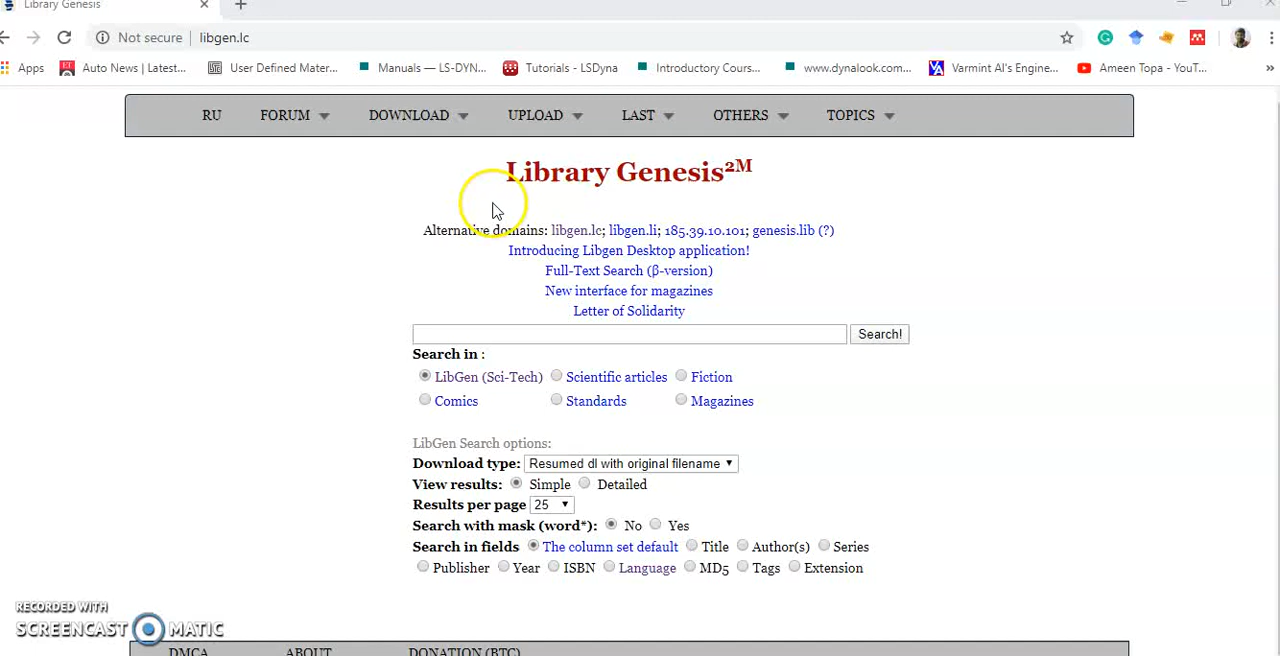 Library Genesis
Not secure libgen.lc
Apps Auto News | Latest... User Defined Mater... Manuals — LS-DYN... Tutorials - LSDyna Introductory Cours... www.dynalook.com... Varmint Al's Engine... Ameen Topa - YouT... »
RU FORUM DOWNLOAD UPLOAD LAST OTHERS TOPICS
Library Genesis2M
Alternative domains: libgen.lc; libgen.li; 185.39.10.101; genesis.lib (?)
Introducing Libgen Desktop application!
Full-Text Search (β-version)
New interface for magazines
Letter of Solidarity
Search!
Search in :
LibGen (Sci-Tech) Scientific articles Fiction
Comics Standards Magazines
LibGen Search options:
Download type: Resumed dl with original filename
View results: Simple Detailed
Results per page 25
Search with mask (word*): No Yes
Search in fields The column set default Title Author(s) Series
Publisher Year ISBN Language MD5 Tags Extension
RECORDED WITH
SCREENCAST MATIC
DMCA ABOUT DONATION (BTC)